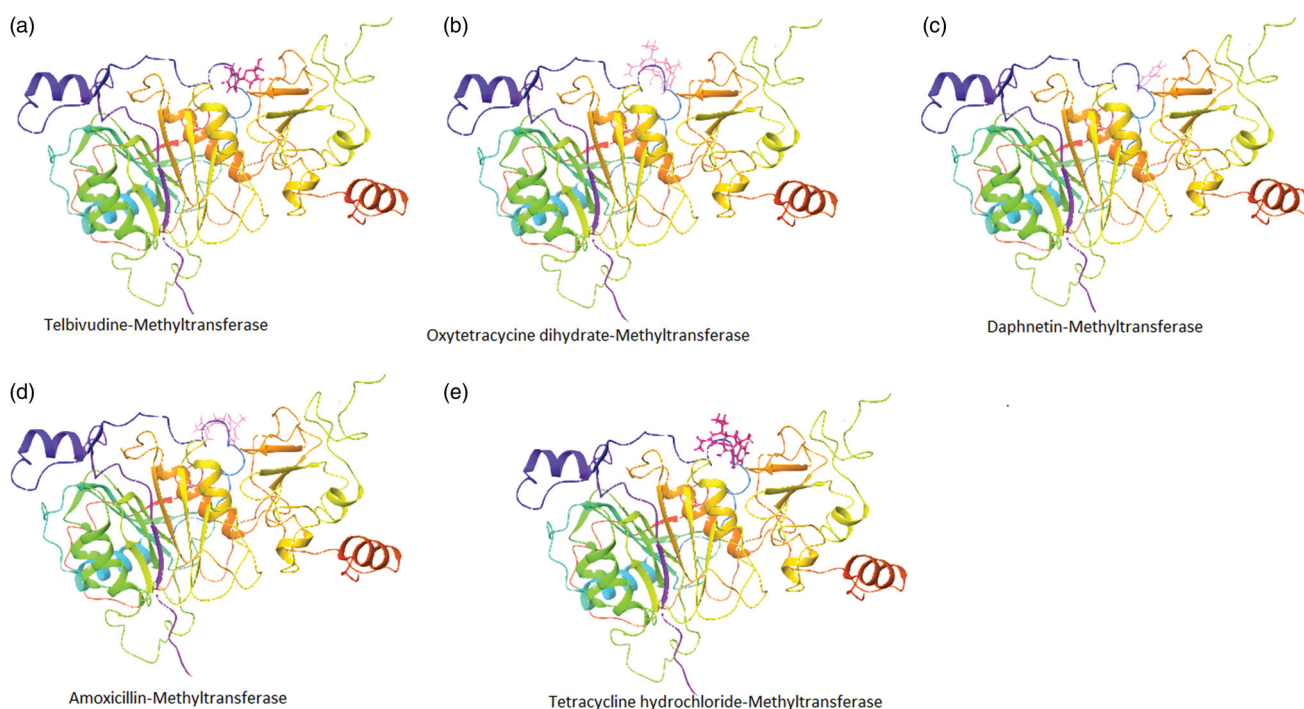 (a)
(b)
(c)
Telbivudine-Methyltransferase
Oxytetracycine dihydrate-Methyltransferase
Daphnetin-Methyltransferase
(d)
(e)
Amoxicillin-Methyltransferase
Tetracycline hydrochloride-Methyltransferase